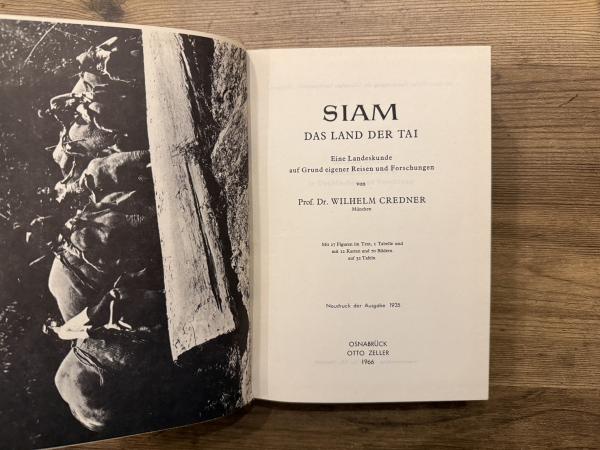 SIAM
DAS LAND DER TAI
Eine Landeskunde
auf Grund eigener Reisen und Forschungen
von
Prof. Dr. WILHELM CREDNER
München
Mit 27 Figuren im Text, 1 Tabelle und
mit 12 Karten und 70 Bildern
auf 32 Tafeln
Neudruck der Ausgabe 1935
OSNABRÜCK
OTTO ZELLER
1966